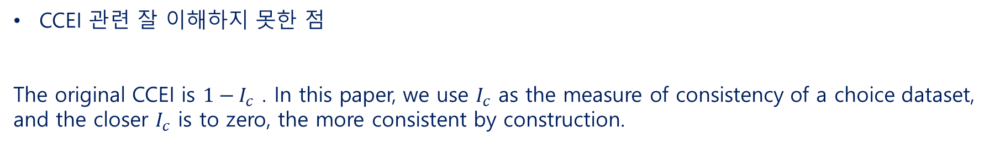 • CCEI 관련 잘 이해하지 못한 점
The original CCEI is 1 − I_c . In this paper, we use I_c as the measure of consistency of a choice dataset,
and the closer I_c is to zero, the more consistent by construction.